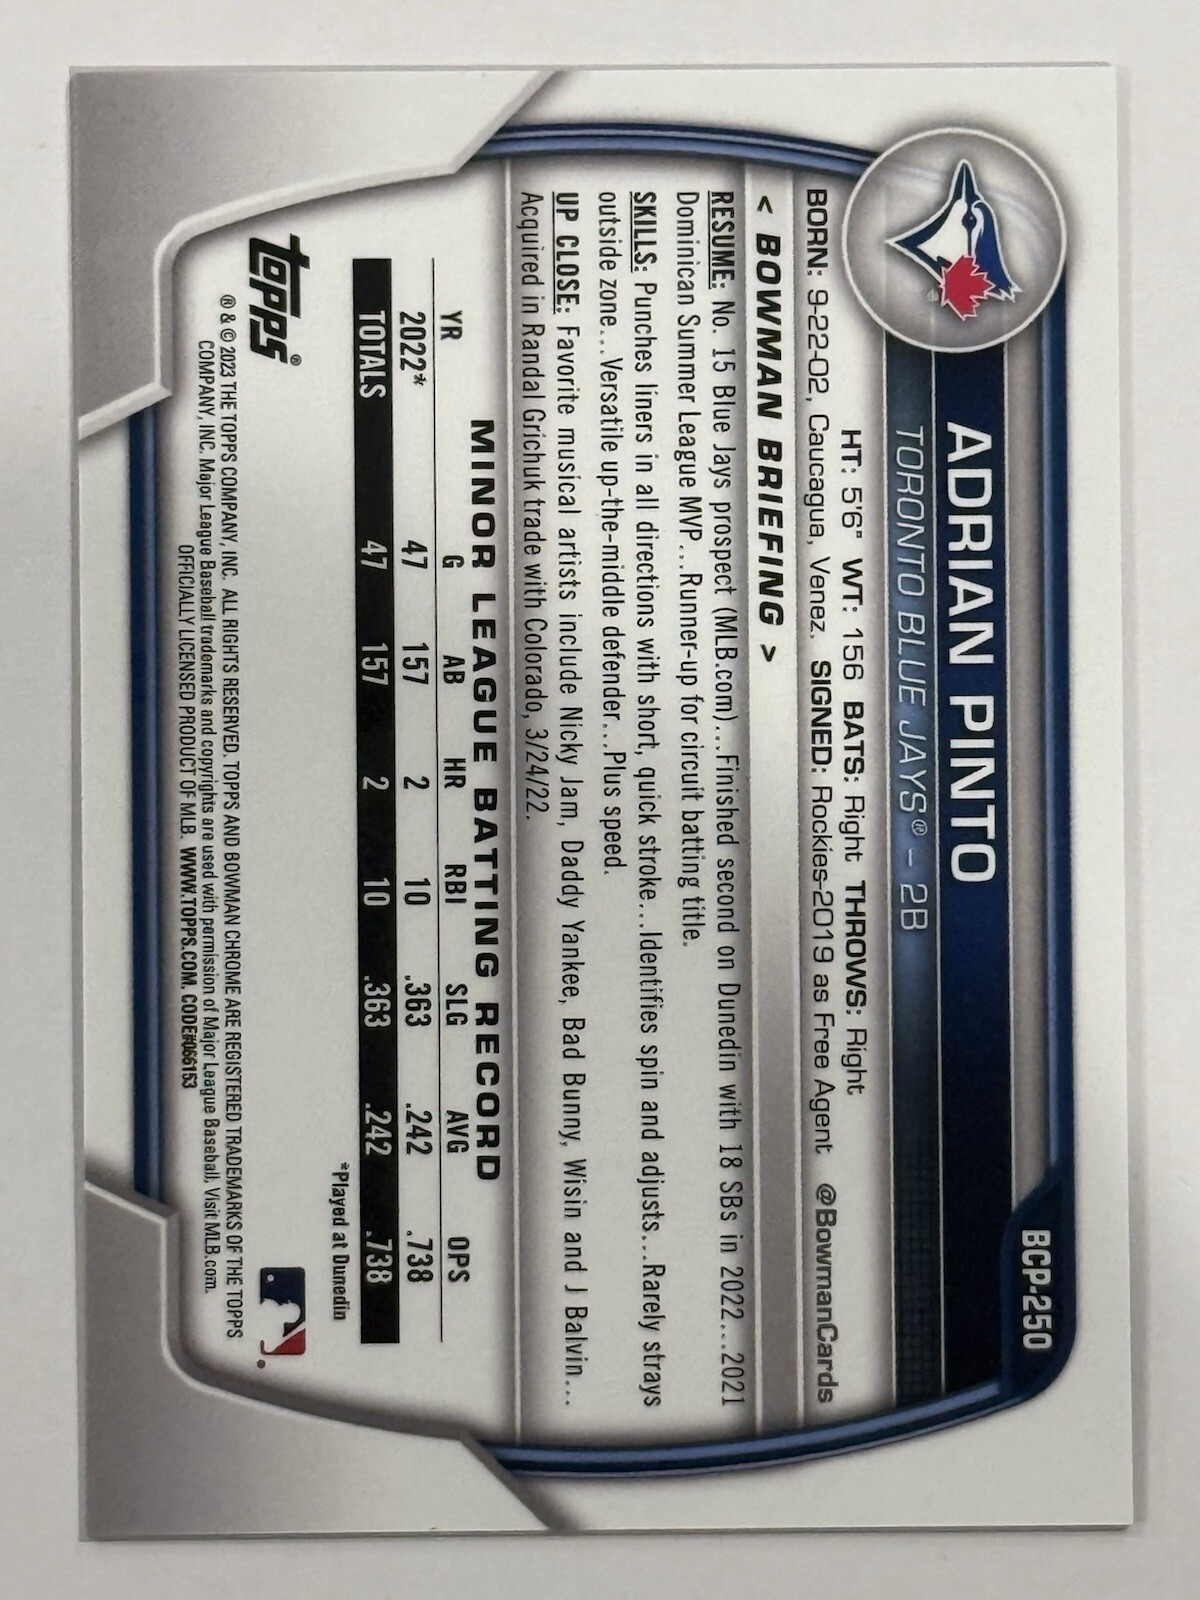 BCP-250
ADRIAN PINTO
TORONTO BLUE JAYS® – 2B
HT: 5'6" WT: 156 BATS: Right THROWS: Right
BORN: 9-22-02, Caucagua, Venez. SIGNED: Rockies-2019 as Free Agent @BowmanCards
< BOWMAN BRIEFING >
RESUME: No. 15 Blue Jays prospect (MLB.com)...Finished second on Dunedin with 18 SBs in 2022...2021
Dominican Summer League MVP...Runner-up for circuit batting title.
SKILLS: Punches liners in all directions with short, quick stroke...Identifies spin and adjusts...Rarely strays
outside zone...Versatile up-the-middle defender...Plus speed.
UP CLOSE: Favorite musical artists include Nicky Jam, Daddy Yankee, Bad Bunny, Wisin and J Balvin...
Acquired in Randal Grichuk trade with Colorado, 3/24/22.
MINOR LEAGUE BATTING RECORD
YR G AB HR RBI SLG AVG OPS
2022* 47 157 2 10 .363 .242 .738
TOTALS 47 157 2 10 .363 .242 .738
*Played at Dunedin
topps®
® & © 2023 THE TOPPS COMPANY, INC. ALL RIGHTS RESERVED. TOPPS AND BOWMAN CHROME ARE REGISTERED TRADEMARKS OF THE TOPPS
COMPANY, INC. Major League Baseball trademarks and copyrights are used with permission of Major League Baseball. Visit MLB.com.
OFFICIALLY LICENSED PRODUCT OF MLB. WWW.TOPPS.COM. CODE#066153